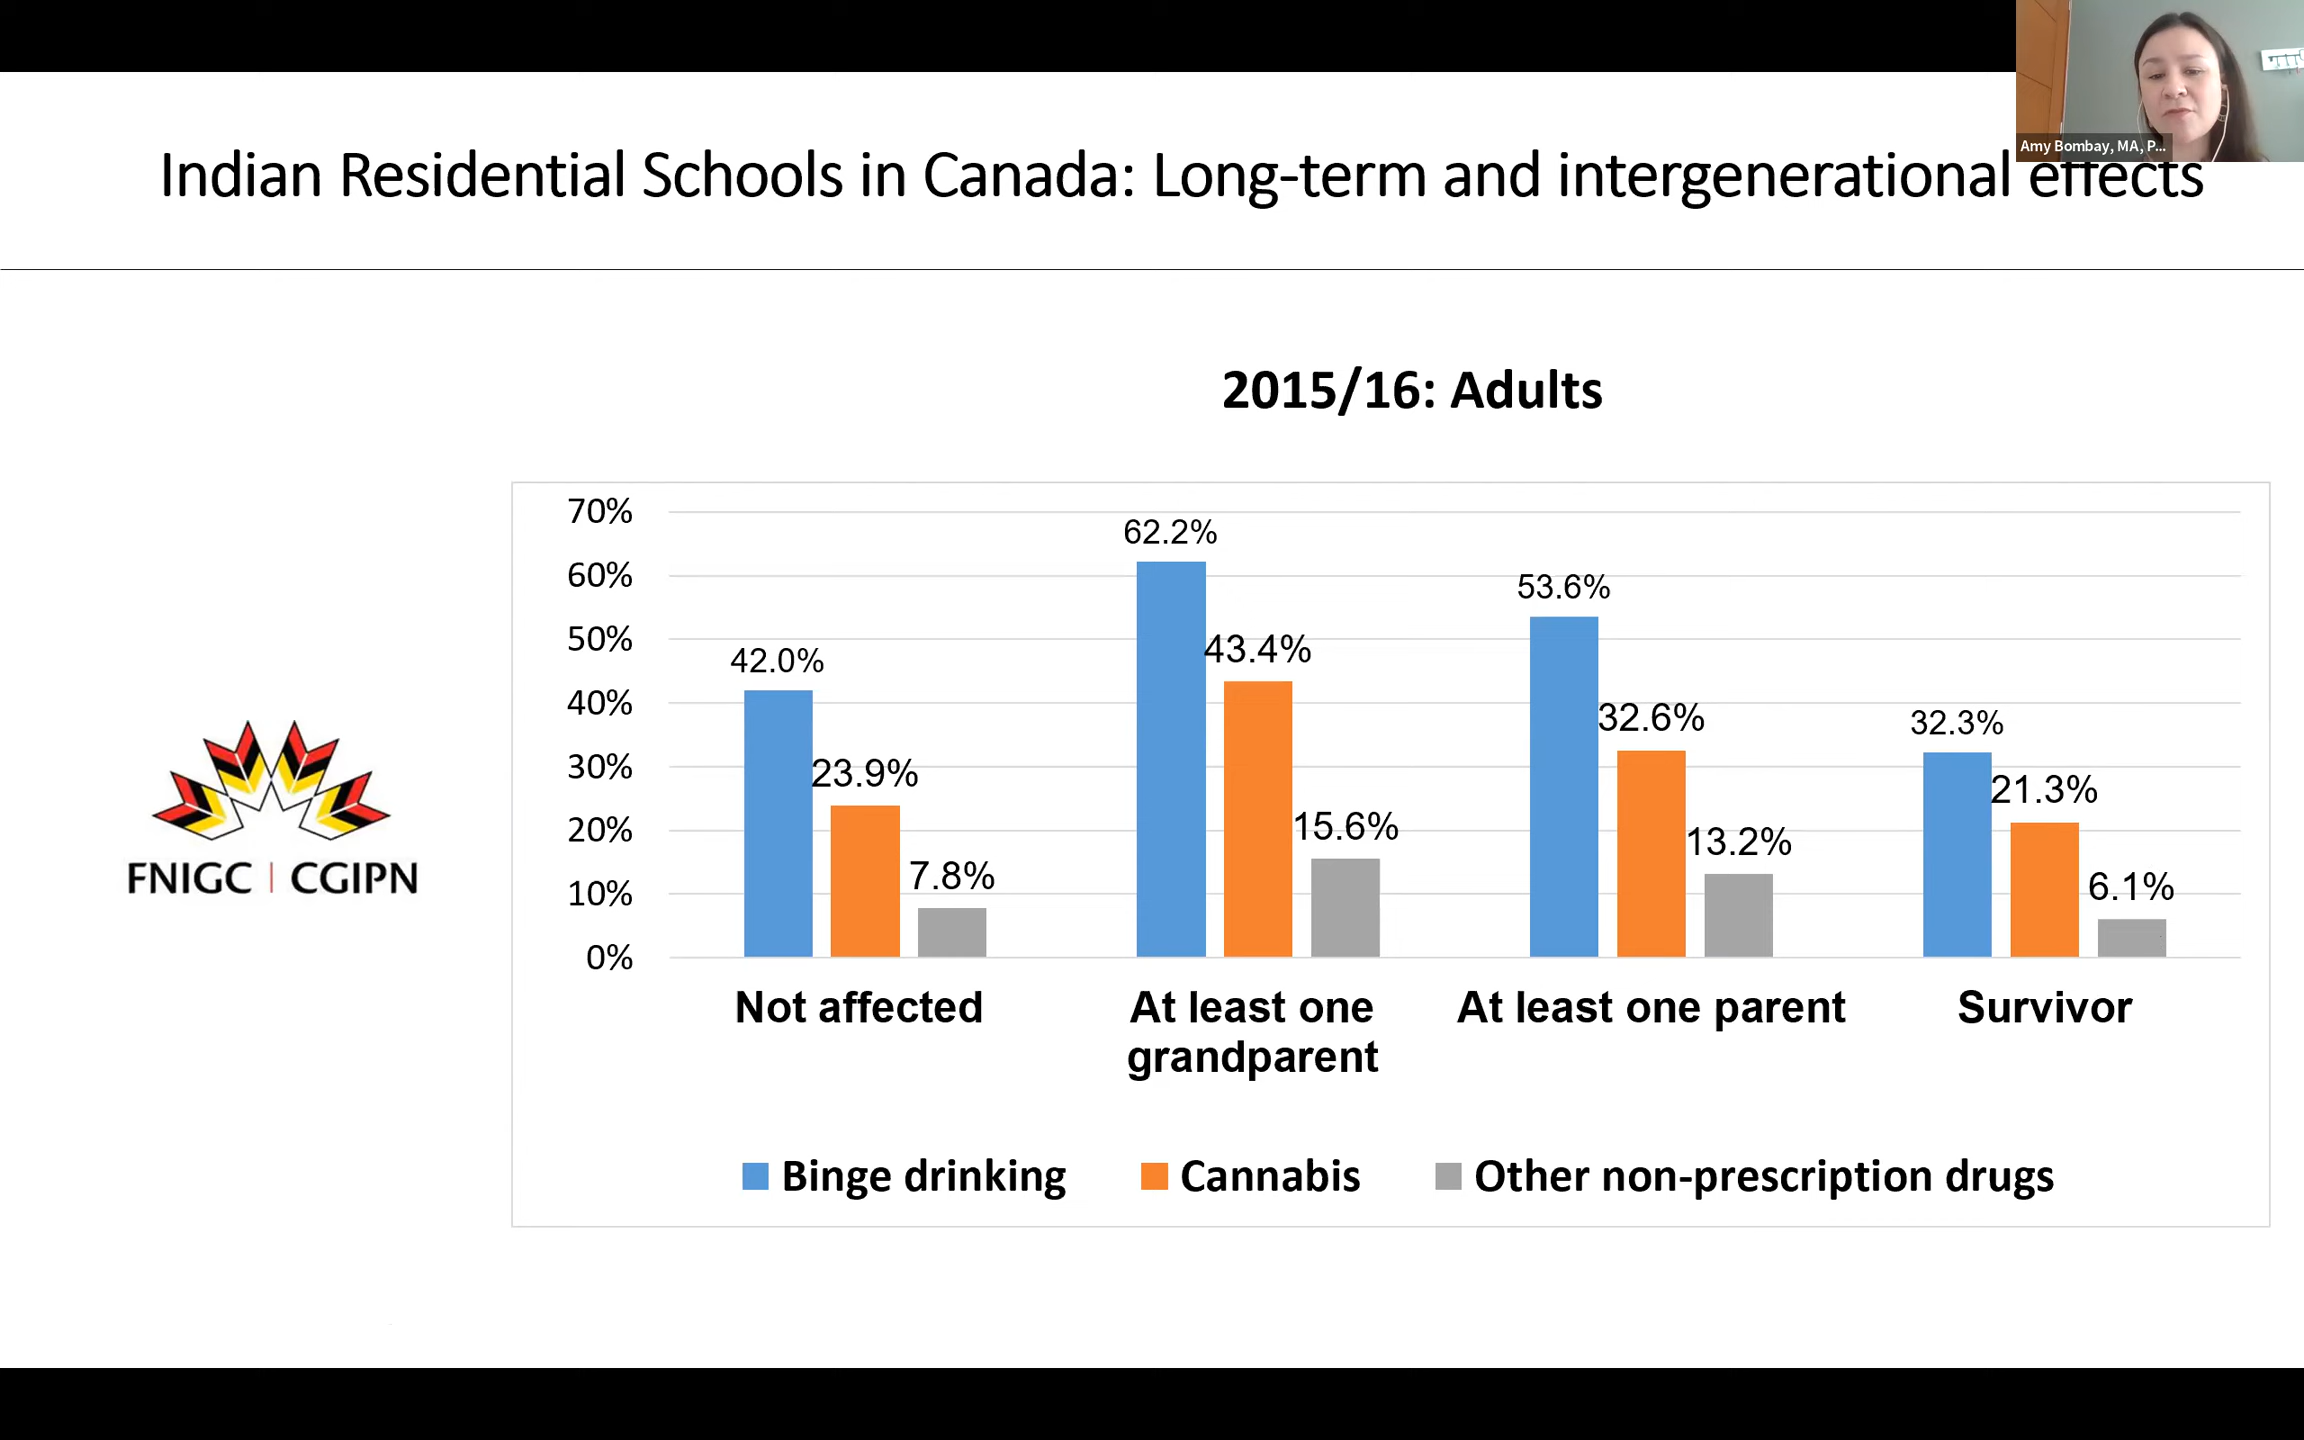 Amy Bombay, MA, P...
Indian Residential Schools in Canada: Long-term and intergenerational effects
2015/16: Adults
70%
60%
50%
40%
30%
20%
10%
0%
42.0%
23.9%
7.8%
62.2%
43.4%
15.6%
53.6%
32.6%
13.2%
32.3%
21.3%
6.1%
Not affected
At least one
grandparent
At least one parent
Survivor
Binge drinking
Cannabis
Other non-prescription drugs
FNIGC | CGIPN